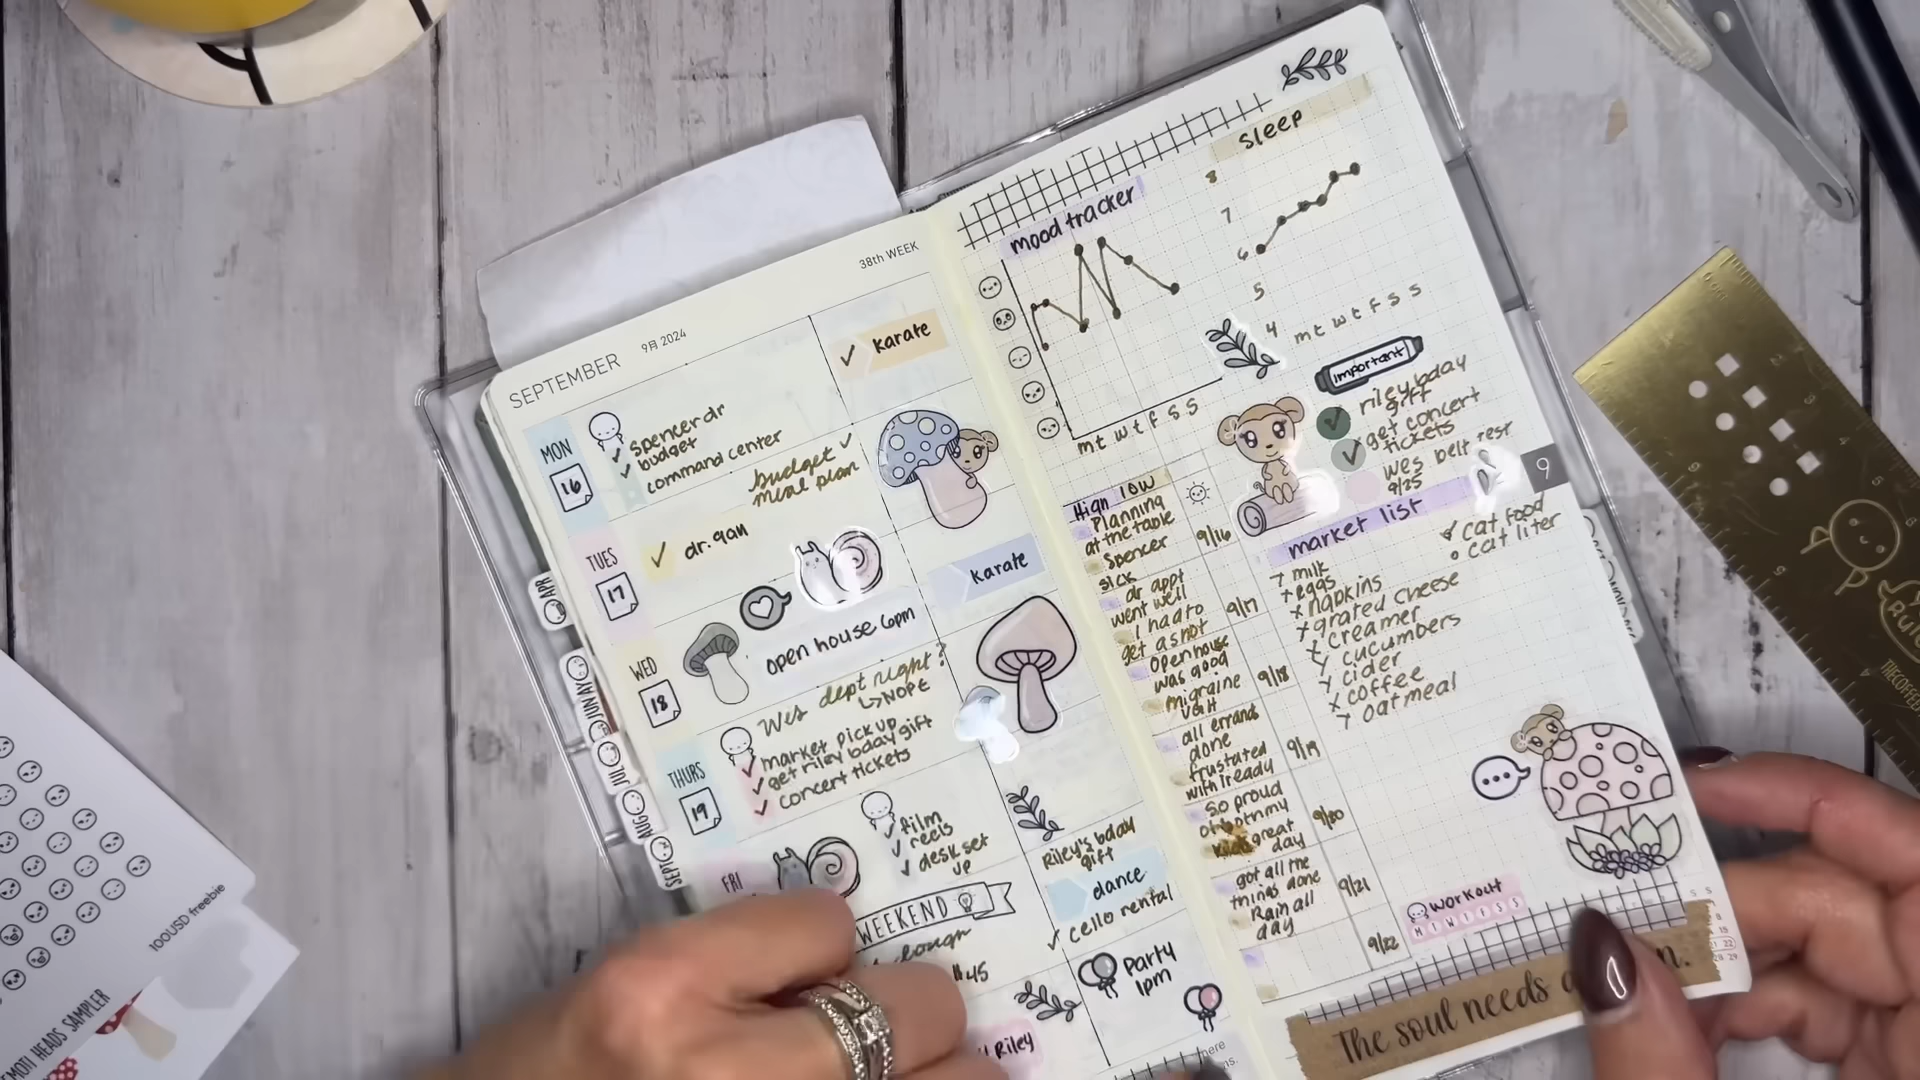 38th WEEK
SEPTEMBER 9月 2024
MON
16
spencer dr
budget
command center
budget
meal plan
karate
TUES
17
dr. gan
karate
WED
18
open house 6pm
Wes dept night?
↳NOPE
THURS
19
market pick up
get riley bday gift
concert tickets
FRI
film
reels
desk set
up
Riley's bday
gift
dance
cello rental
WEEKEND
dough
party
1pm
Riley
here
mood tracker
m t w t f s s
sleep
8
7
6
5
4
m t w t f s s
important
riley bday
gift
get concert
tickets
wes belt test
9/25
9
High low
Planning
at the table
Spencer
sick
9/16
dr appt
went well
I had to
get a shot
9/17
Open house
was good
migraine
9/18
all errands
done
frustrated
with
9/19
So proud
of both my
great
day
9/20
got all the
things done
Rain all
day
9/21
9/22
market list
cat food
cat liter
milk
eggs
napkins
grated cheese
creamer
cucumbers
cider
coffee
oatmeal
workout
M T W T F S S
The soul needs
APR
JUN
JUL
AUG
SEPT
100USD freebie
EMOTI HEADS SAMPLER